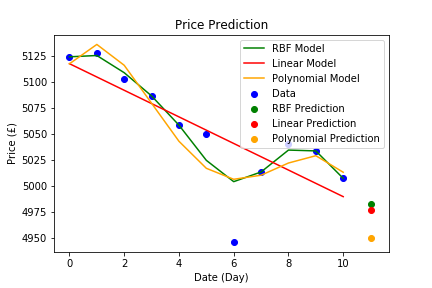 Price Prediction
RBF Model
Linear Model
Polynomial Model
Data
RBF Prediction
Linear Prediction
Polynomial Prediction
Price (£)
5125
5100
5075
5050
5025
5000
4975
4950
0 2 4 6 8 10
Date (Day)